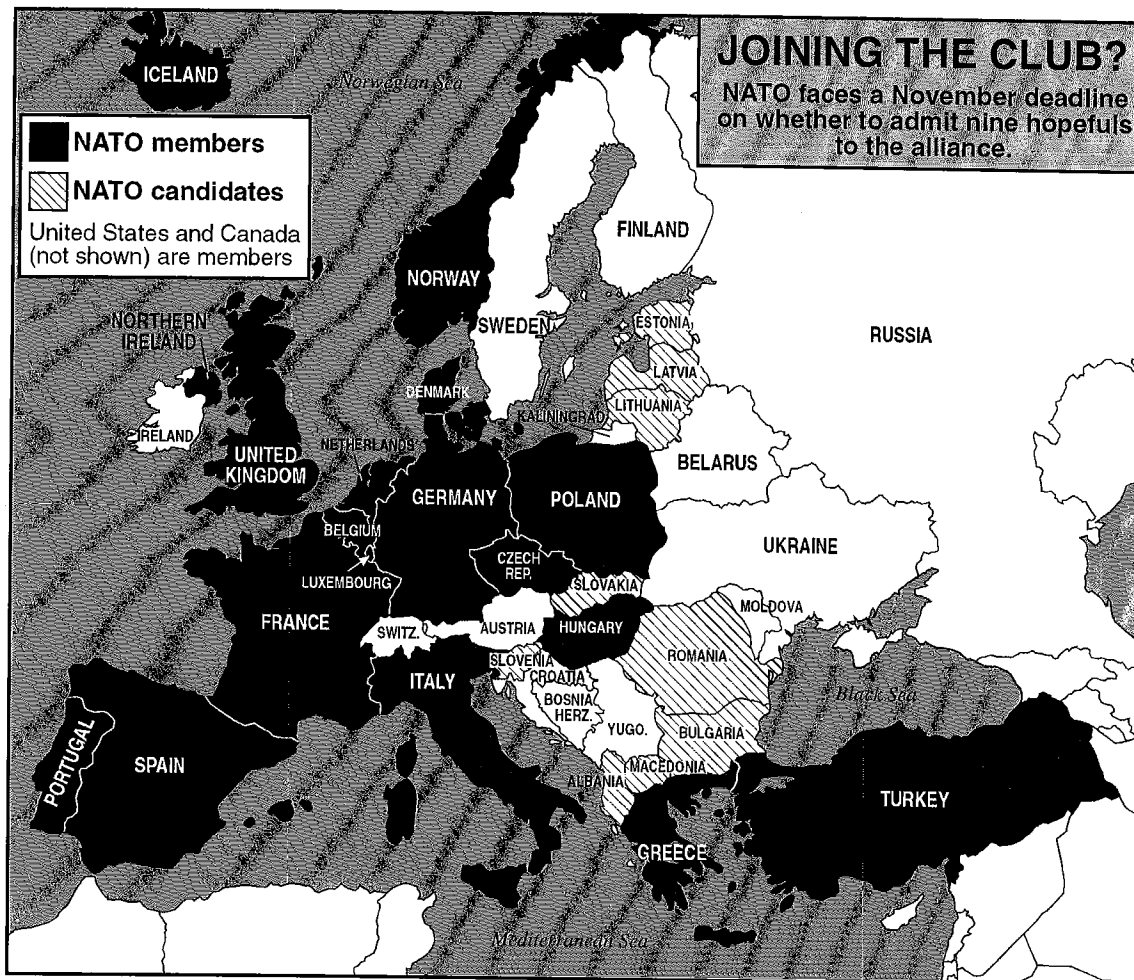 JOINING THE CLUB?
NATO faces a November deadline
on whether to admit nine hopefuls
to the alliance.
NATO members
NATO candidates
United States and Canada
(not shown) are members
ICELAND
Norwegian Sea
FINLAND
NORWAY
SWEDEN
NORTHERN
IRELAND
ESTONIA
RUSSIA
LATVIA
DENMARK
LITHUANIA
KALININGRAD
IRELAND
NETHERLANDS
UNITED
KINGDOM
BELARUS
GERMANY
POLAND
BELGIUM
UKRAINE
CZECH
REP.
LUXEMBOURG
SLOVAKIA
MOLDOVA
FRANCE
SWITZ.
AUSTRIA
HUNGARY
ROMANIA
SLOVENIA
CROATIA
ITALY
BOSNIA
HERZ.
Black Sea
YUGO.
BULGARIA
PORTUGAL
SPAIN
MACEDONIA
ALBANIA
TURKEY
GREECE
Mediterranean Sea